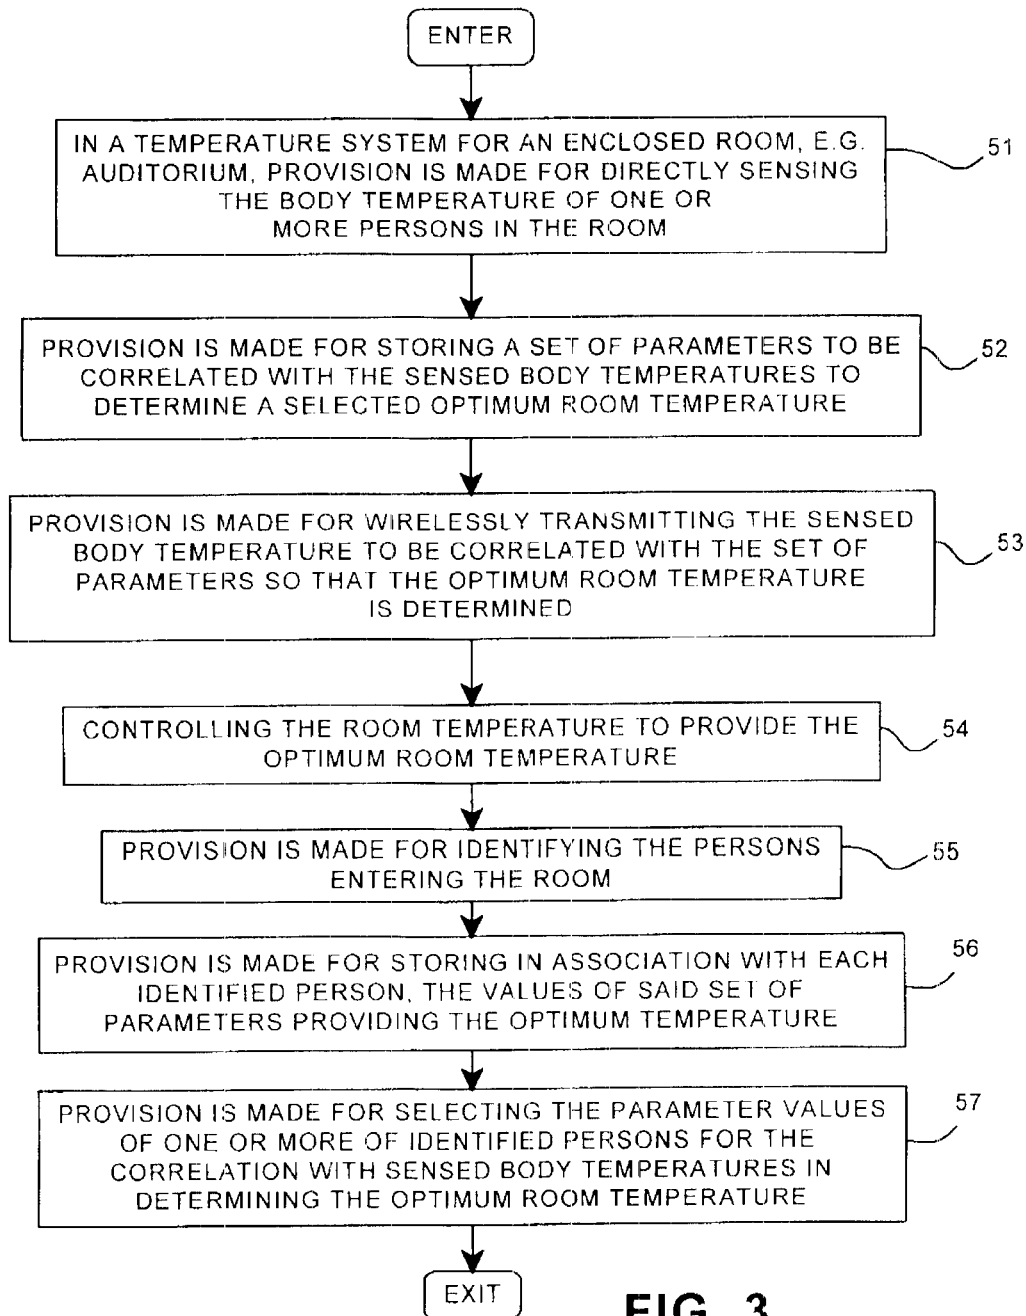 ENTER
IN A TEMPERATURE SYSTEM FOR AN ENCLOSED ROOM, E.G.
AUDITORIUM, PROVISION IS MADE FOR DIRECTLY SENSING
THE BODY TEMPERATURE OF ONE OR
MORE PERSONS IN THE ROOM
51
PROVISION IS MADE FOR STORING A SET OF PARAMETERS TO BE
CORRELATED WITH THE SENSED BODY TEMPERATURES TO
DETERMINE A SELECTED OPTIMUM ROOM TEMPERATURE
52
PROVISION IS MADE FOR WIRELESSLY TRANSMITTING THE SENSED
BODY TEMPERATURE TO BE CORRELATED WITH THE SET OF
PARAMETERS SO THAT THE OPTIMUM ROOM TEMPERATURE
IS DETERMINED
53
CONTROLLING THE ROOM TEMPERATURE TO PROVIDE THE
OPTIMUM ROOM TEMPERATURE
54
PROVISION IS MADE FOR IDENTIFYING THE PERSONS
ENTERING THE ROOM
55
PROVISION IS MADE FOR STORING IN ASSOCIATION WITH EACH
IDENTIFIED PERSON, THE VALUES OF SAID SET OF
PARAMETERS PROVIDING THE OPTIMUM TEMPERATURE
56
PROVISION IS MADE FOR SELECTING THE PARAMETER VALUES
OF ONE OR MORE OF IDENTIFIED PERSONS FOR THE
CORRELATION WITH SENSED BODY TEMPERATURES IN
DETERMINING THE OPTIMUM ROOM TEMPERATURE
57
EXIT
FIG. 3